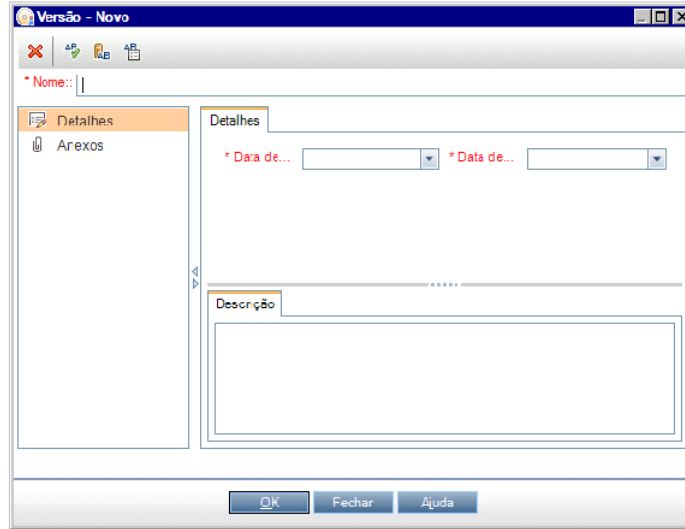 Versão - Novo
* Nome::
Detalhes
Anexos
Detalhes
* Data de...
* Data de...
Descrição
OK
Fechar
Ajuda